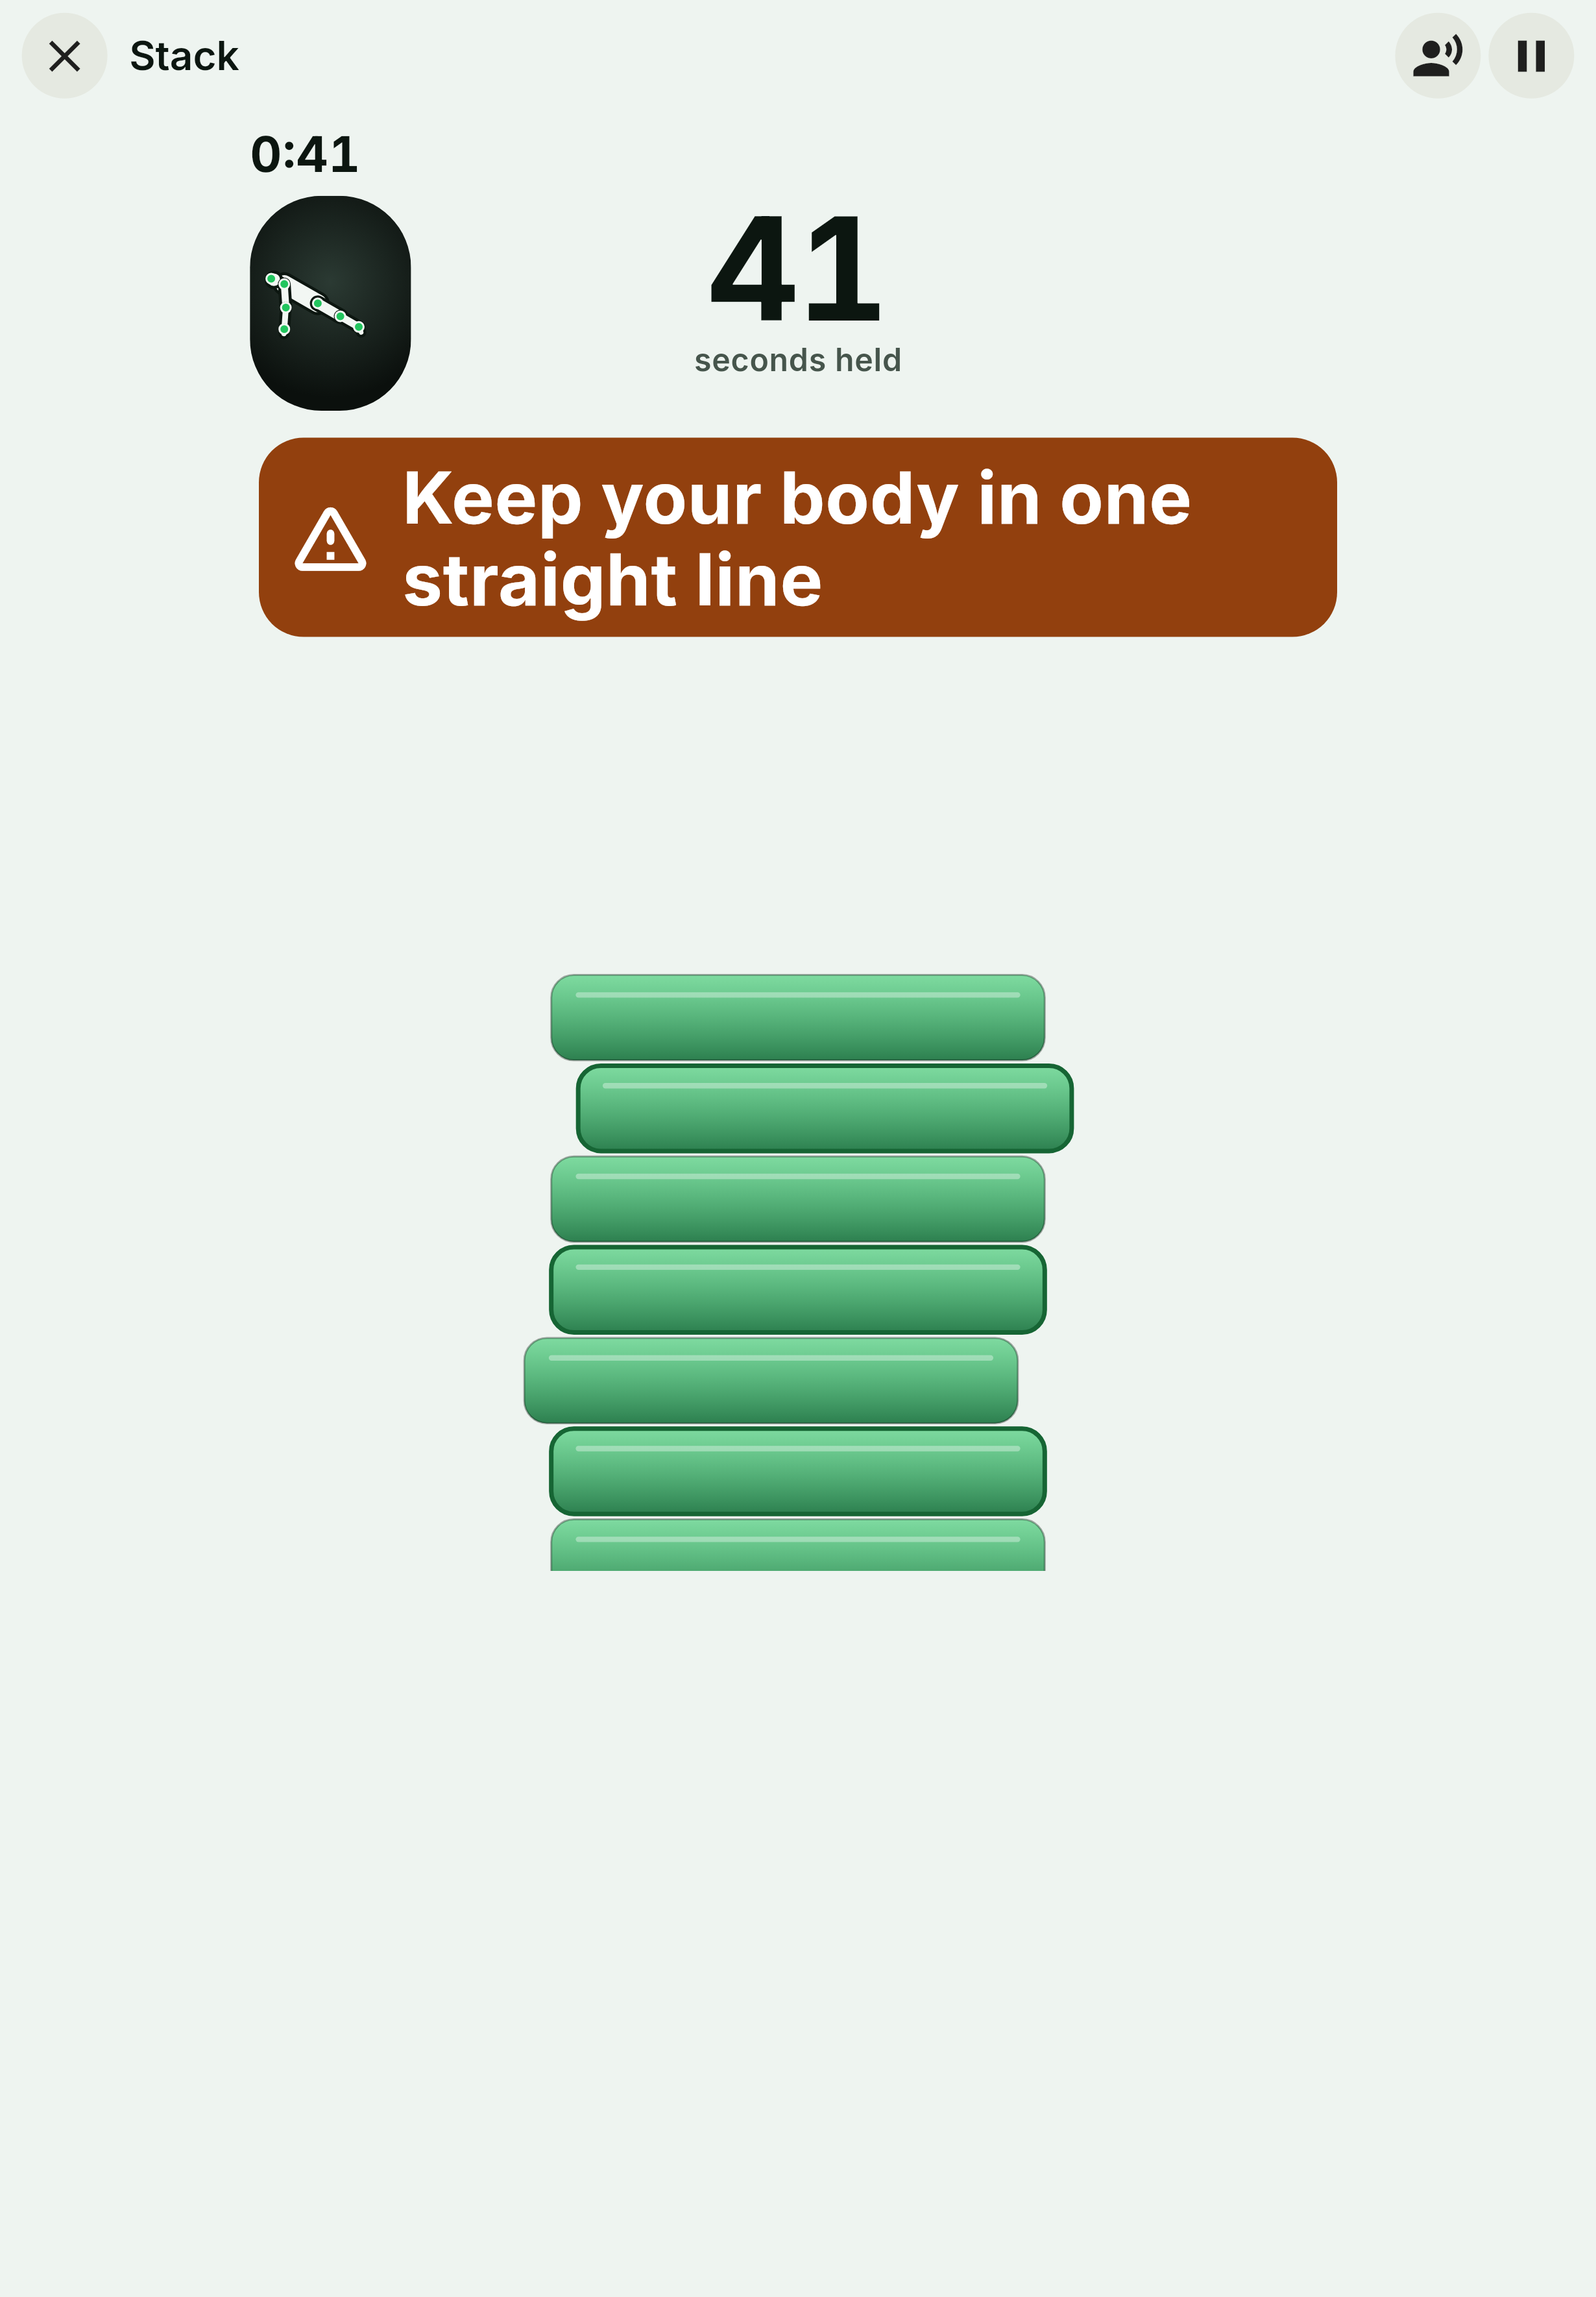 Stack
0:41
41
seconds held
Keep your body in one
straight line